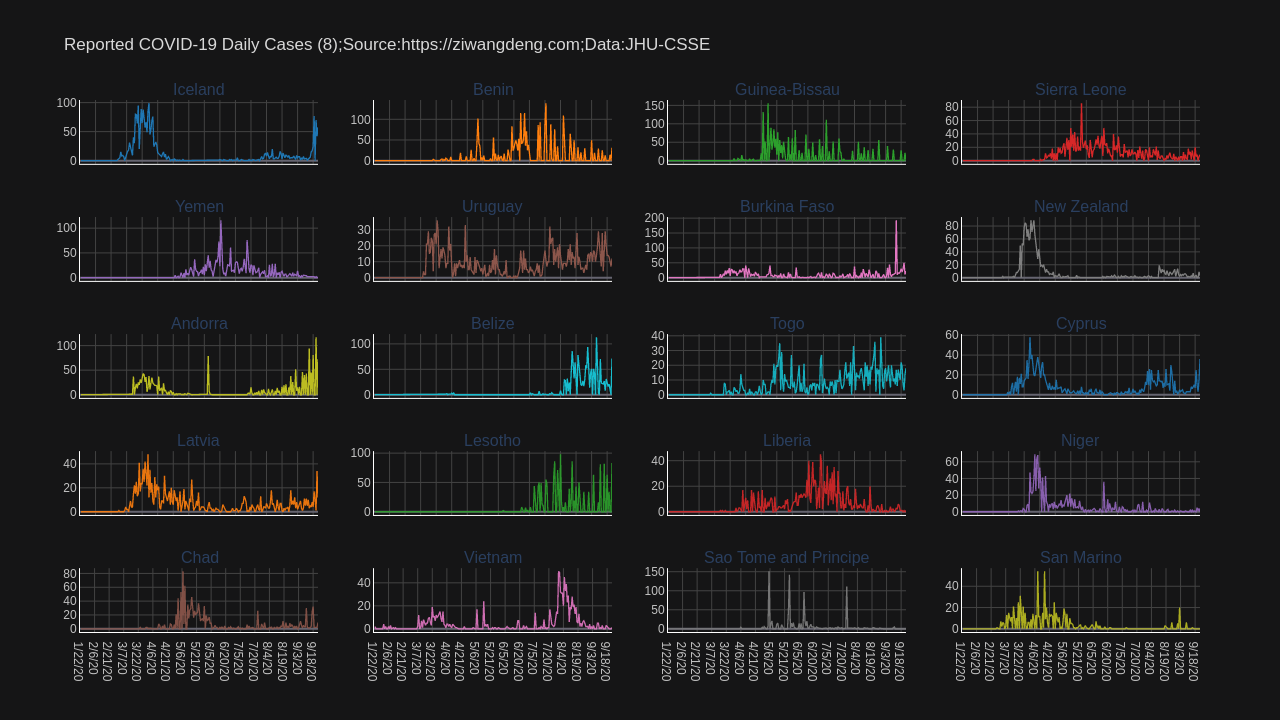 Reported COVID-19 Daily Cases (8);Source:https://ziwangdeng.com;Data:JHU-CSSE
Iceland Benin Guinea-Bissau Sierra Leone
100 50 0
100 50 0
150 100 50 0
80 60 40 20 0
Yemen Uruguay Burkina Faso New Zealand
100 50 0
30 20 10 0
200 150 100 50 0
80 60 40 20 0
Andorra Belize Togo Cyprus
100 50 0
100 50 0
40 30 20 10 0
60 40 20 0
Latvia Lesotho Liberia Niger
40 20 0
100 50 0
40 20 0
60 40 20 0
Chad Vietnam Sao Tome and Principe San Marino
80 60 40 20 0
40 20 0
150 100 50 0
40 20 0
1/22/20 2/6/20 2/21/20 3/7/20 3/22/20 4/6/20 4/21/20 5/6/20 5/21/20 6/5/20 6/20/20 7/5/20 7/20/20 8/4/20 8/19/20 9/3/20 9/18/20
1/22/20 2/6/20 2/21/20 3/7/20 3/22/20 4/6/20 4/21/20 5/6/20 5/21/20 6/5/20 6/20/20 7/5/20 7/20/20 8/4/20 8/19/20 9/3/20 9/18/20
1/22/20 2/6/20 2/21/20 3/7/20 3/22/20 4/6/20 4/21/20 5/6/20 5/21/20 6/5/20 6/20/20 7/5/20 7/20/20 8/4/20 8/19/20 9/3/20 9/18/20
1/22/20 2/6/20 2/21/20 3/7/20 3/22/20 4/6/20 4/21/20 5/6/20 5/21/20 6/5/20 6/20/20 7/5/20 7/20/20 8/4/20 8/19/20 9/3/20 9/18/20